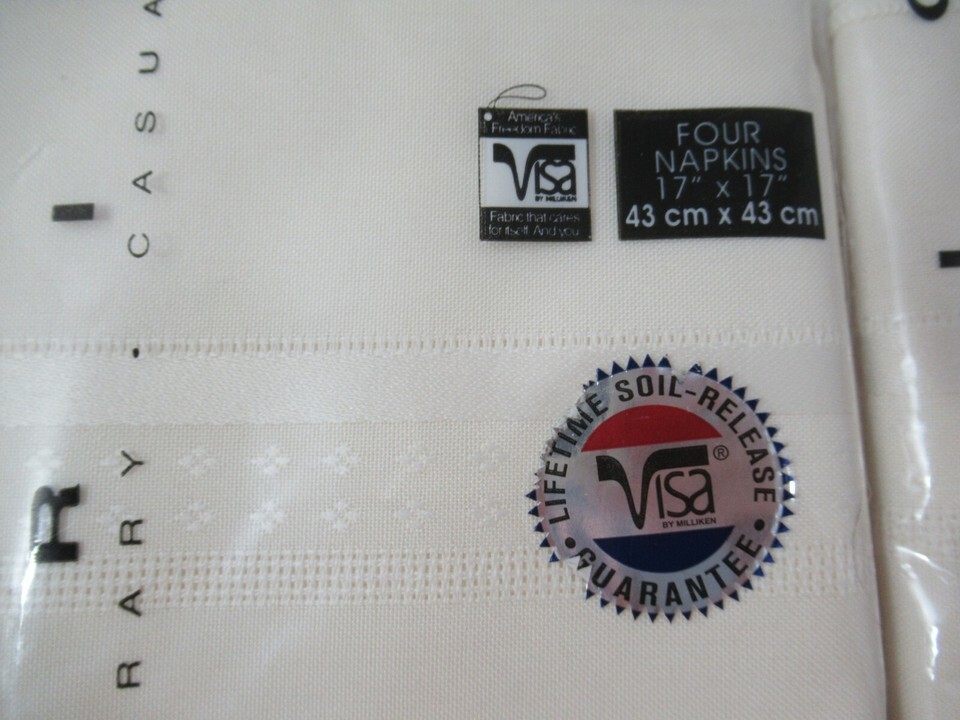 America's
Freedom Fabric
VISA
BY MILLIKEN
Fabric that cares
for itself. And you.
FOUR
NAPKINS
17" x 17"
43 cm x 43 cm
LIFETIME SOIL-RELEASE
VISA®
BY MILLIKEN
• GUARANTEE •
R
RARY · CASUA